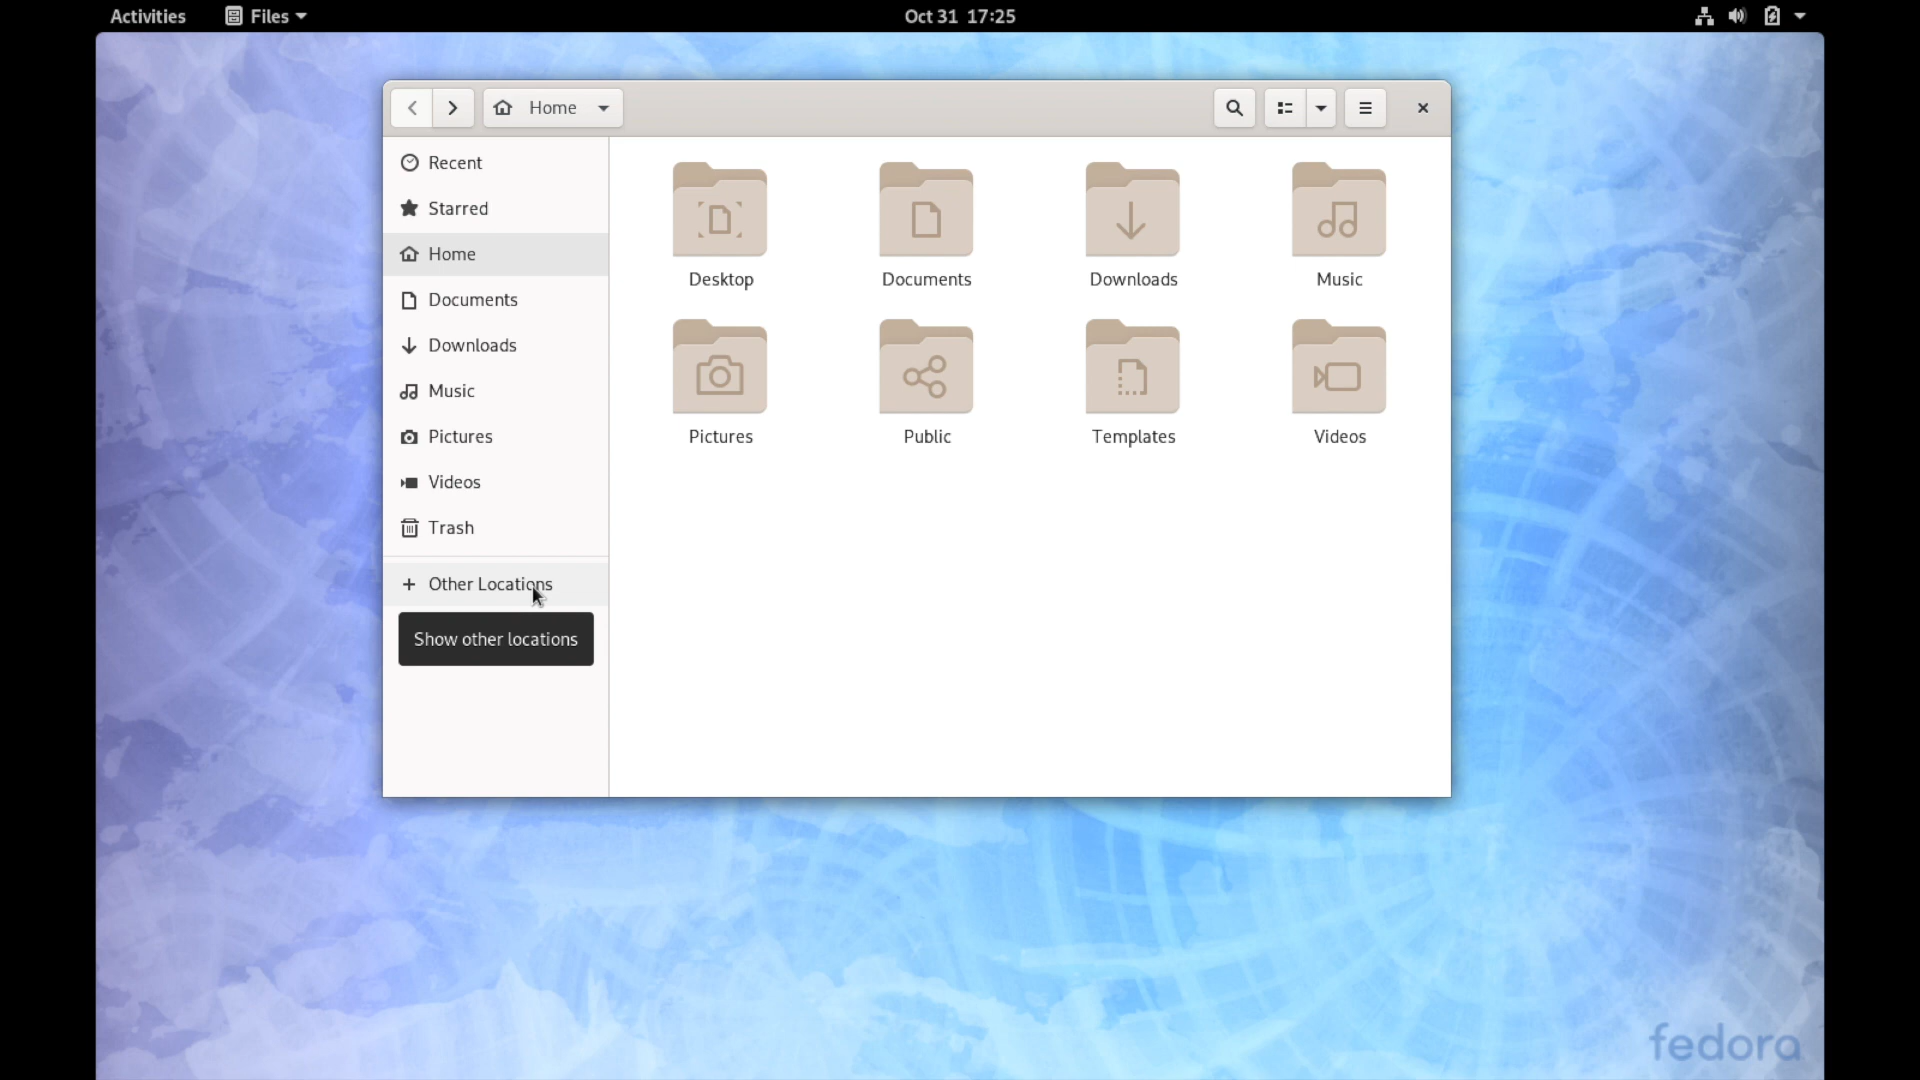 Activities Files Oct 31 17:25
Home
Recent
Starred
Home
Documents
Downloads
Music
Pictures
Videos
Trash
Other Locations
Show other locations
Desktop Documents Downloads Music
Pictures Public Templates Videos
fedora